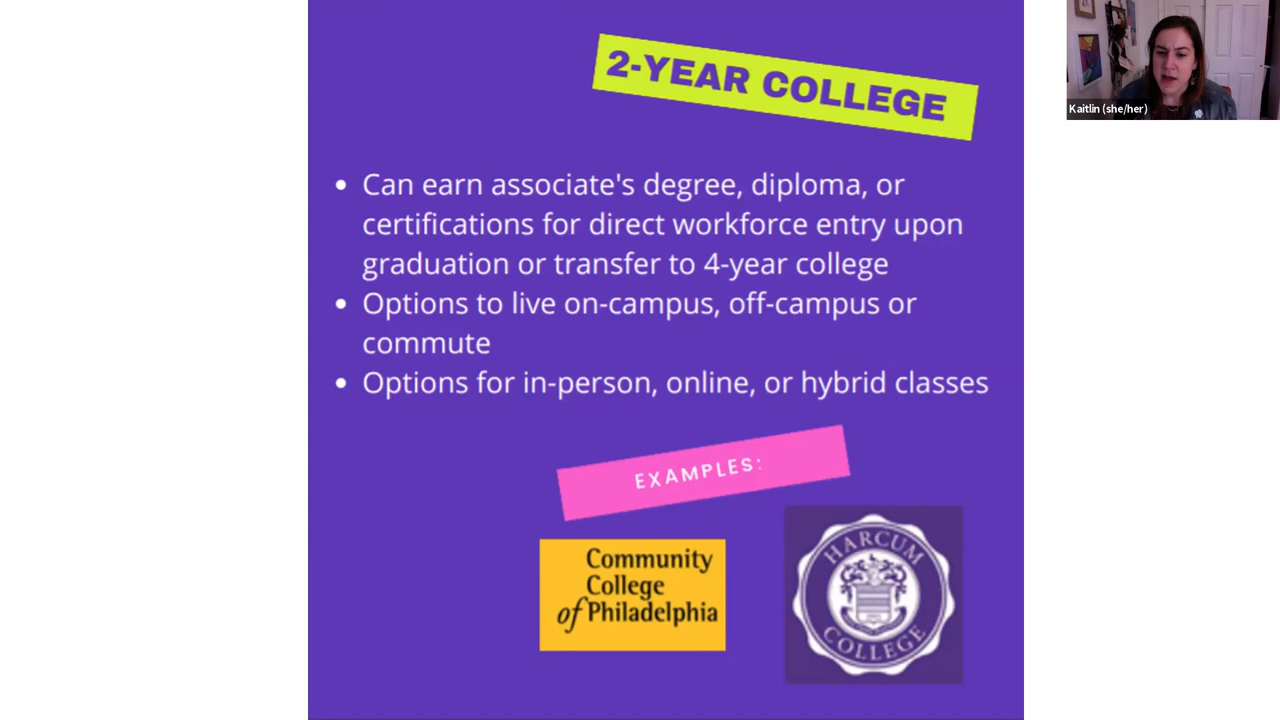 2-YEAR COLLEGE
Kaitlin (she/her)
• Can earn associate's degree, diploma, or
certifications for direct workforce entry upon
graduation or transfer to 4-year college
• Options to live on-campus, off-campus or
commute
• Options for in-person, online, or hybrid classes
EXAMPLES:
Community
College
of Philadelphia
HARCUM
COLLEGE